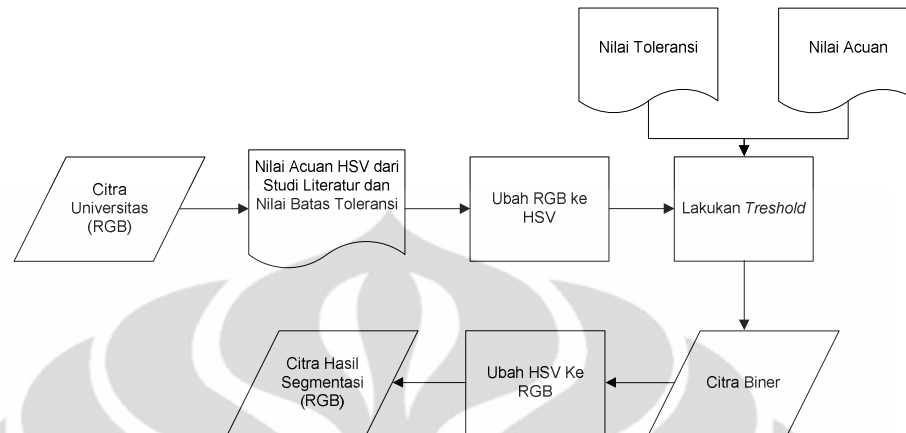 Nilai Toleransi
Nilai Acuan
Citra
Universitas
(RGB)
Nilai Acuan HSV dari
Studi Literatur dan
Nilai Batas Toleransi
Ubah RGB ke
HSV
Lakukan Treshold
Citra Hasil
Segmentasi
(RGB)
Ubah HSV Ke
RGB
Citra Biner